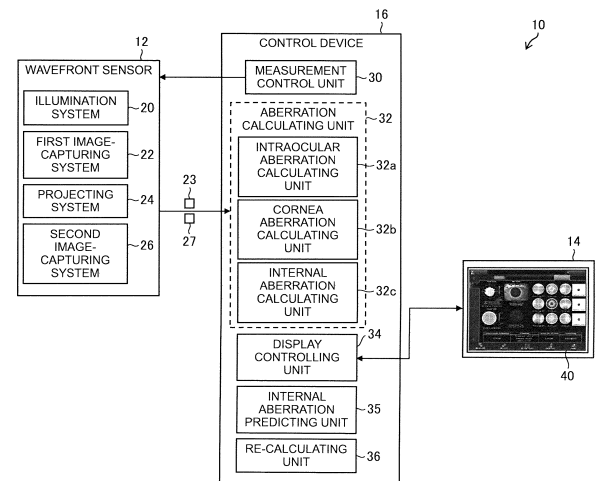 10
16
CONTROL DEVICE
12
WAVEFRONT SENSOR
MEASUREMENT
CONTROL UNIT
30
ILLUMINATION
SYSTEM
20
FIRST IMAGE-
CAPTURING
SYSTEM
22
PROJECTING
SYSTEM
24
SECOND
IMAGE-
CAPTURING
SYSTEM
26
23
27
ABERRATION
CALCULATING UNIT
32
INTRAOCULAR
ABERRATION
CALCULATING
UNIT
32a
CORNEA
ABERRATION
CALCULATING
UNIT
32b
INTERNAL
ABERRATION
CALCULATING
UNIT
32c
DISPLAY
CONTROLLING
UNIT
34
INTERNAL
ABERRATION
PREDICTING UNIT
35
RE-CALCULATING
UNIT
36
14
40